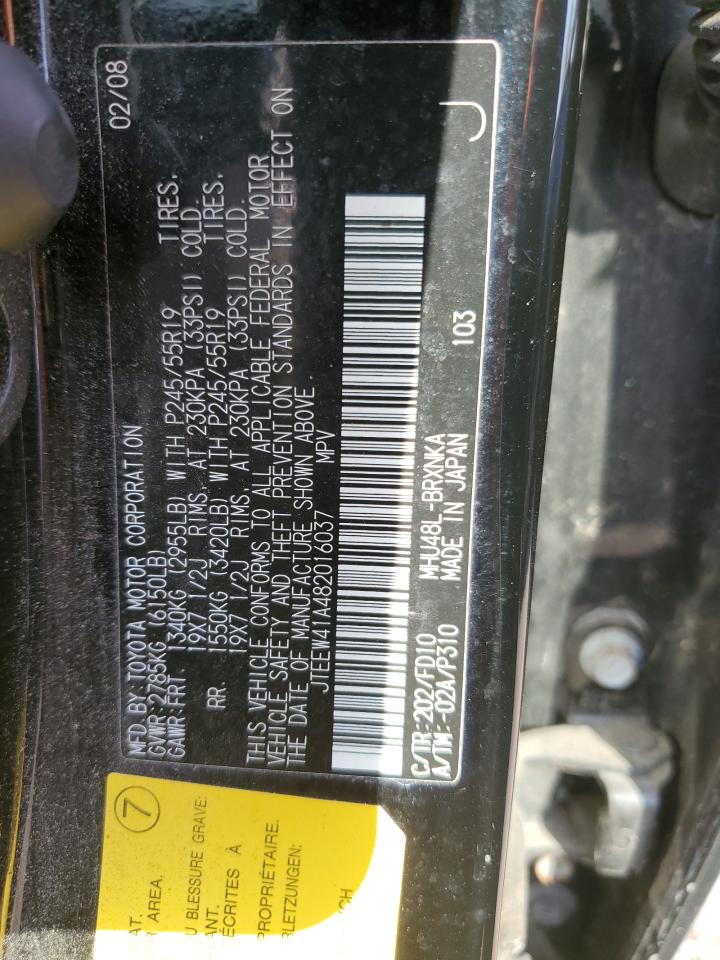 MFD.BY:TOYOTA MOTOR CORPORATION 02/08
GVWR:2785KG (6150LB)
GAWR:FRT 1340KG (2955LB) WITH P245/55R19 TIRES.
19X7 1/2J RIMS. AT 230KPA (33PSI) COLD.
RR. 1550KG (3420LB) WITH P245/55R19 TIRES.
19X7 1/2J RIMS. AT 230KPA (33PSI) COLD.
THIS VEHICLE CONFORMS TO ALL APPLICABLE FEDERAL MOTOR
VEHICLE SAFETY AND THEFT PREVENTION STANDARDS IN EFFECT ON
THE DATE OF MANUFACTURE SHOWN ABOVE.
JTEEW41A482016037 MPV
C/TR:202/FD10 MHU48L-BRXNKA 103 J
A/TM:-02A/P310 MADE IN JAPAN
7
AT.
AREA.
U BLESSURE GRAVE:
ANT.
ÉCRITES À
PROPRIÉTAIRE.
RLETZUNGEN:
CH